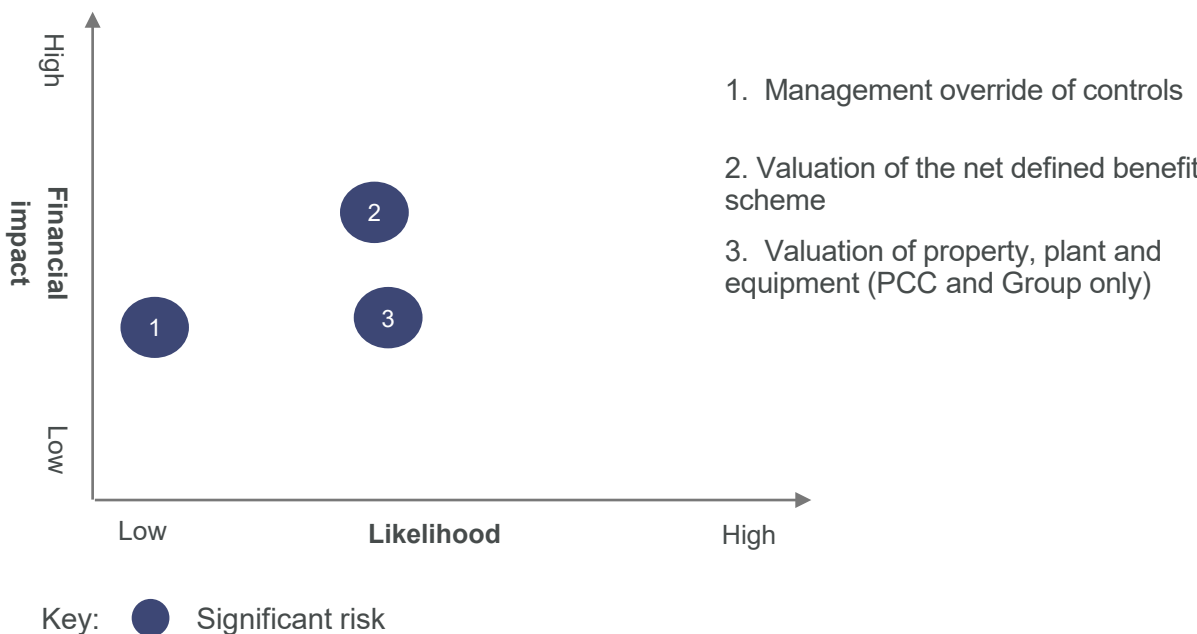 High
Financial
impact
Low
1
2
3
Low
Likelihood
High
1. Management override of controls
2. Valuation of the net defined benefit
scheme
3. Valuation of property, plant and
equipment (PCC and Group only)
Key:
Significant risk